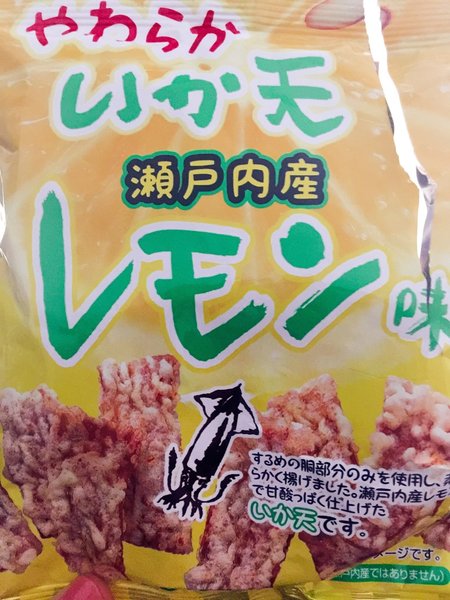 やわらか
いか天
瀬戸内産
レモン味
するめの胴部分のみを使用し、柔
らかく揚げました。瀬戸内産レモ
で甘酸っぱく仕上げた
いか天です。
メージです。
戸内産ではありません)